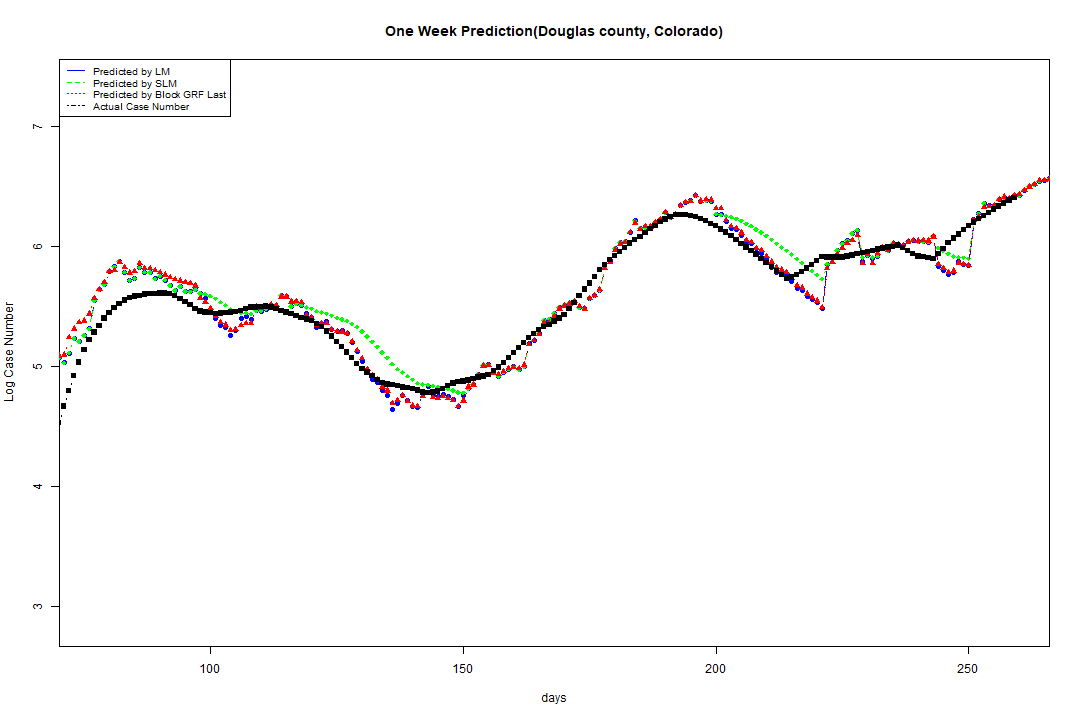 One Week Prediction(Douglas county, Colorado)
Predicted by LM
Predicted by SLM
Predicted by Block GRF Last
Actual Case Number
7
6
5
4
3
Log Case Number
100 150 200 250
days